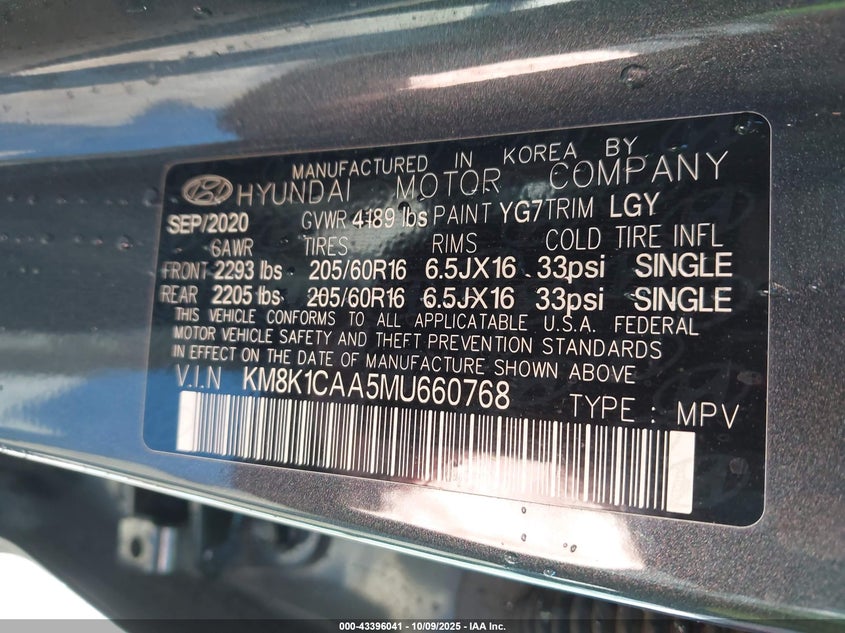 MANUFACTURED IN KOREA BY
HYUNDAI MOTOR COMPANY
SEP/2020 GVWR 4189 lbs PAINT YG7 TRIM LGY
GAWR TIRES RIMS COLD TIRE INFL
FRONT 2293 lbs 205/60R16 6.5JX16 33psi SINGLE
REAR 2205 lbs 205/60R16 6.5JX16 33psi SINGLE
THIS VEHICLE CONFORMS TO ALL APPLICATABLE U.S.A. FEDERAL
MOTOR VEHICLE SAFETY AND THEFT PREVENTION STANDARDS
IN EFFECT ON THE DATE OF MANUFACTURE SHOWN ABOVE
V.I.N KM8K1CAA5MU660768 TYPE : MPV
000-43396041 - 10/09/2025 - IAA Inc.